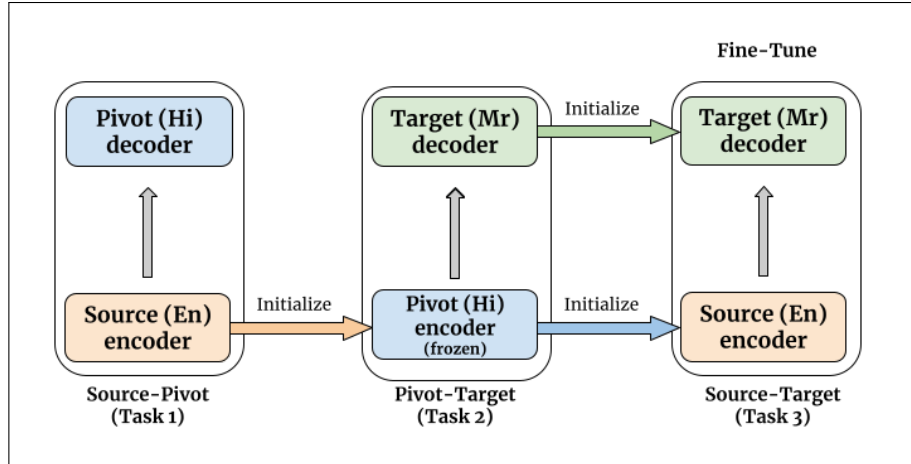 Fine-Tune
Pivot (Hi)
decoder
Target (Mr)
decoder
Initialize
Target (Mr)
decoder
Source (En)
encoder
Initialize
Pivot (Hi)
encoder
(frozen)
Initialize
Source (En)
encoder
Source-Pivot
(Task 1)
Pivot-Target
(Task 2)
Source-Target
(Task 3)